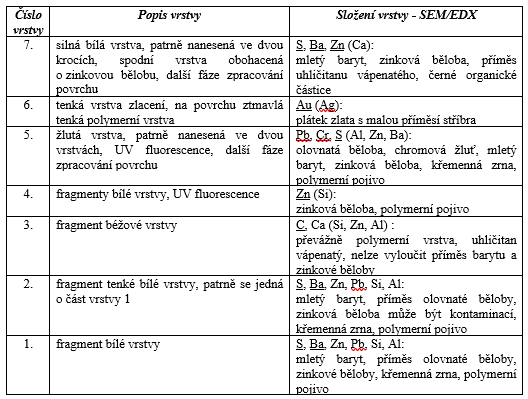 Číslo vrstvy
Popis vrstvy
Složení vrstvy - SEM/EDX
7.
silná bílá vrstva, patrně nanesená ve dvou
krocích, spodní vrstva obohacená
o zinkovou bělobu, další fáze zpracování
povrchu
S, Ba, Zn (Ca):
mletý baryt, zinková běloba, příměs
uhličitanu vápenatého, černé organické
částice
6.
tenká vrstva zlacení, na povrchu ztmavlá
tenká polymerní vrstva
Au (Ag):
plátek zlata s malou příměsí stříbra
5.
žlutá vrstva, patrně nanesená ve dvou
vrstvách, UV fluorescence, další fáze
zpracování povrchu
Pb, Cr, S (Al, Zn, Ba):
olovnatá běloba, chromová žluť, mletý
baryt, zinková běloba, křemenná zrna,
polymerní pojivo
4.
fragmenty bílé vrstvy, UV fluorescence
Zn (Si):
zinková běloba, polymerní pojivo
3.
fragment béžové vrstvy
C, Ca (Si, Zn, Al) :
převážně polymerní vrstva, uhličitan
vápenatý, nelze vyloučit příměs barytu a
zinkové běloby
2.
fragment tenké bílé vrstvy, patrně se jedná
o část vrstvy 1
S, Ba, Zn, Pb, Si, Al:
mletý baryt, příměs olovnaté běloby,
zinková běloba může být kontaminací,
křemenná zrna, polymerní pojivo
1.
fragment bílé vrstvy
S, Ba, Zn, Pb, Si, Al:
mletý baryt, příměs olovnaté běloby,
zinkové běloby, křemenná zrna, polymerní
pojivo